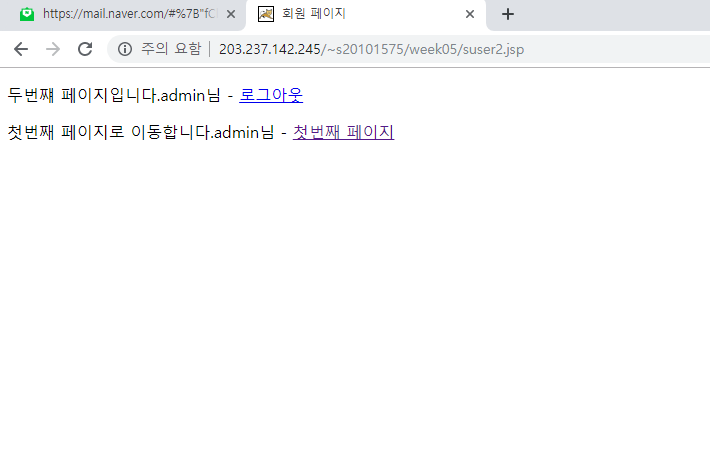 https://mail.naver.com/#%7B"fCl
회원 페이지
주의 요함 | 203.237.142.245/~s20101575/week05/suser2.jsp
두번쨰 페이지입니다.admin님 - 로그아웃
첫번째 페이지로 이동합니다.admin님 - 첫번째 페이지